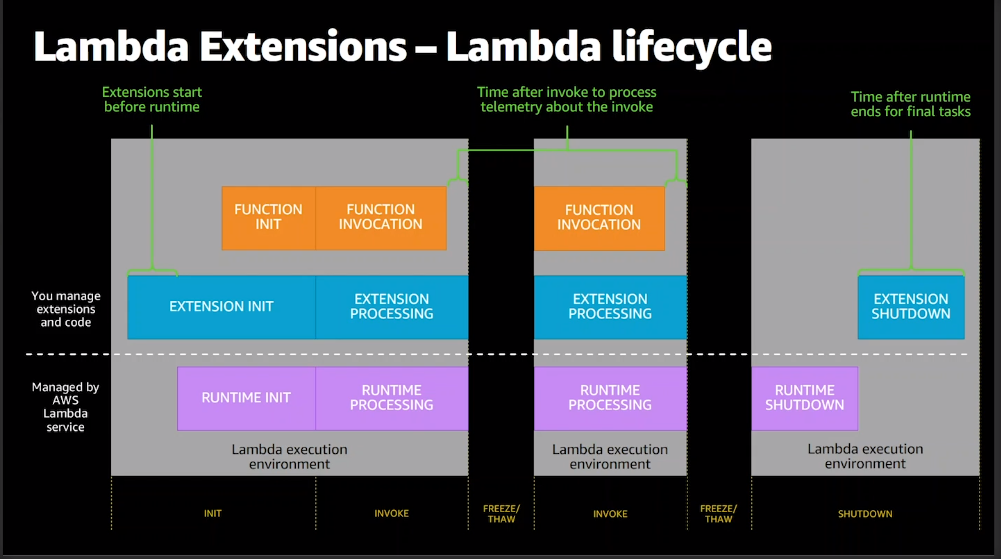 Lambda Extensions – Lambda lifecycle
Extensions start
before runtime
Time after invoke to process
telemetry about the invoke
Time after runtime
ends for final tasks
FUNCTION
INIT
FUNCTION
INVOCATION
FUNCTION
INVOCATION
You manage
extensions
and code
EXTENSION INIT
EXTENSION
PROCESSING
EXTENSION
PROCESSING
EXTENSION
SHUTDOWN
Managed by
AWS
Lambda
service
RUNTIME INIT
RUNTIME
PROCESSING
RUNTIME
PROCESSING
RUNTIME
SHUTDOWN
Lambda execution
environment
Lambda execution
environment
Lambda execution
environment
INIT
INVOKE
FREEZE/
THAW
INVOKE
FREEZE/
THAW
SHUTDOWN